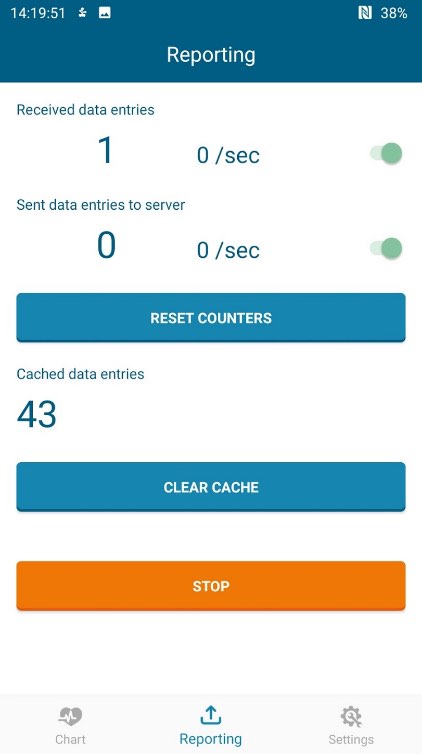 14:19:51
38%
Reporting
Received data entries
1 0 /sec
Sent data entries to server
0 0 /sec
RESET COUNTERS
Cached data entries
43
CLEAR CACHE
STOP
Chart Reporting Settings